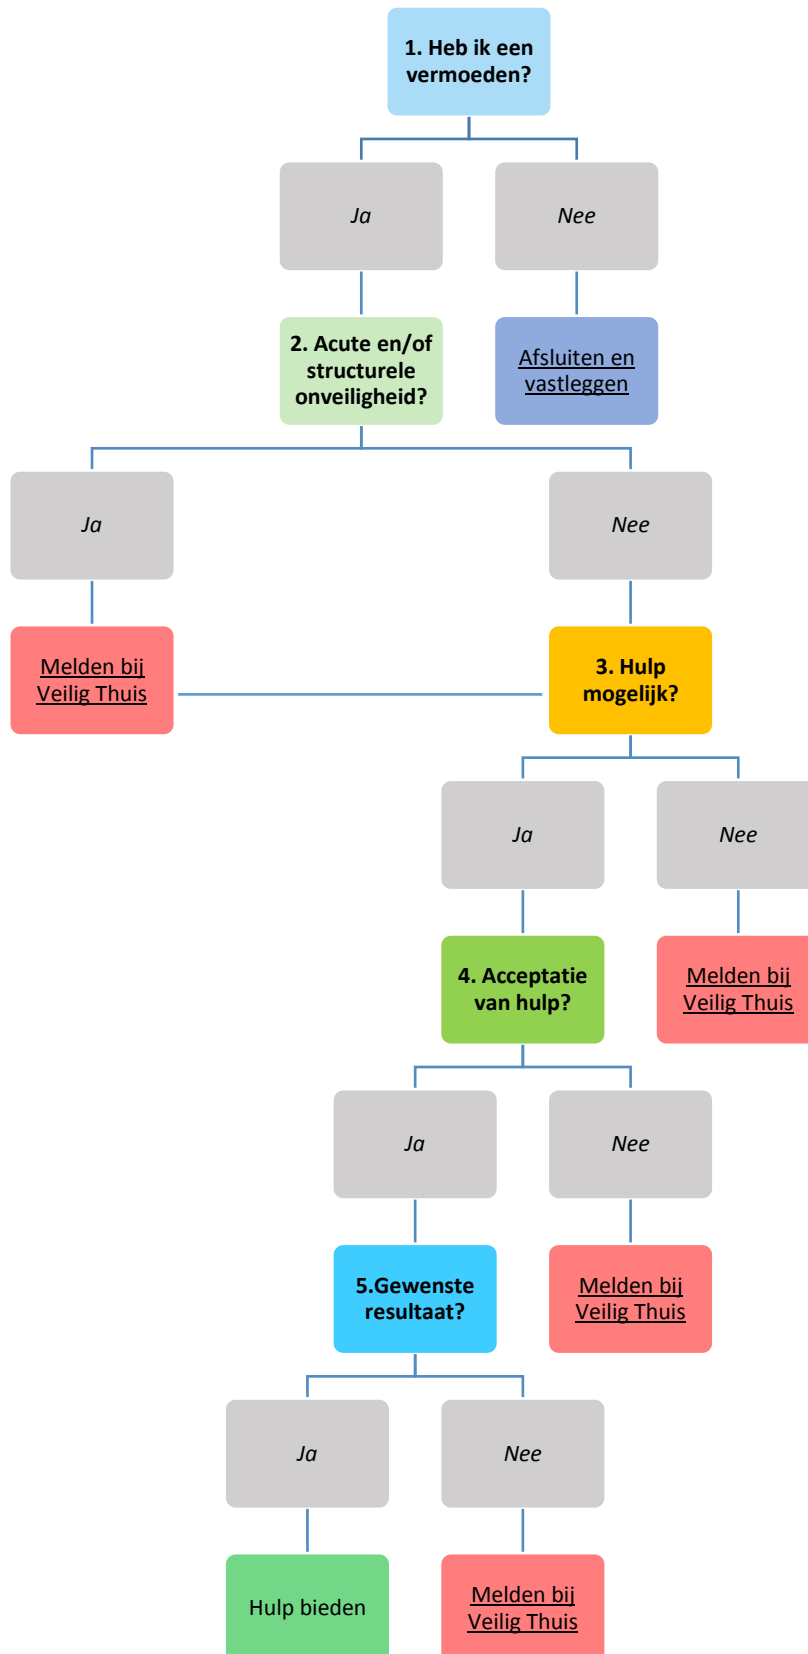 1. Heb ik een
vermoeden?
Ja
Nee
2. Acute en/of
structurele
onveiligheid?
Afsluiten en
vastleggen
Ja
Nee
Melden bij
Veilig Thuis
3. Hulp
mogelijk?
Ja
Nee
4. Acceptatie
van hulp?
Melden bij
Veilig Thuis
Ja
Nee
5.Gewenste
resultaat?
Melden bij
Veilig Thuis
Ja
Nee
Hulp bieden
Melden bij
Veilig Thuis